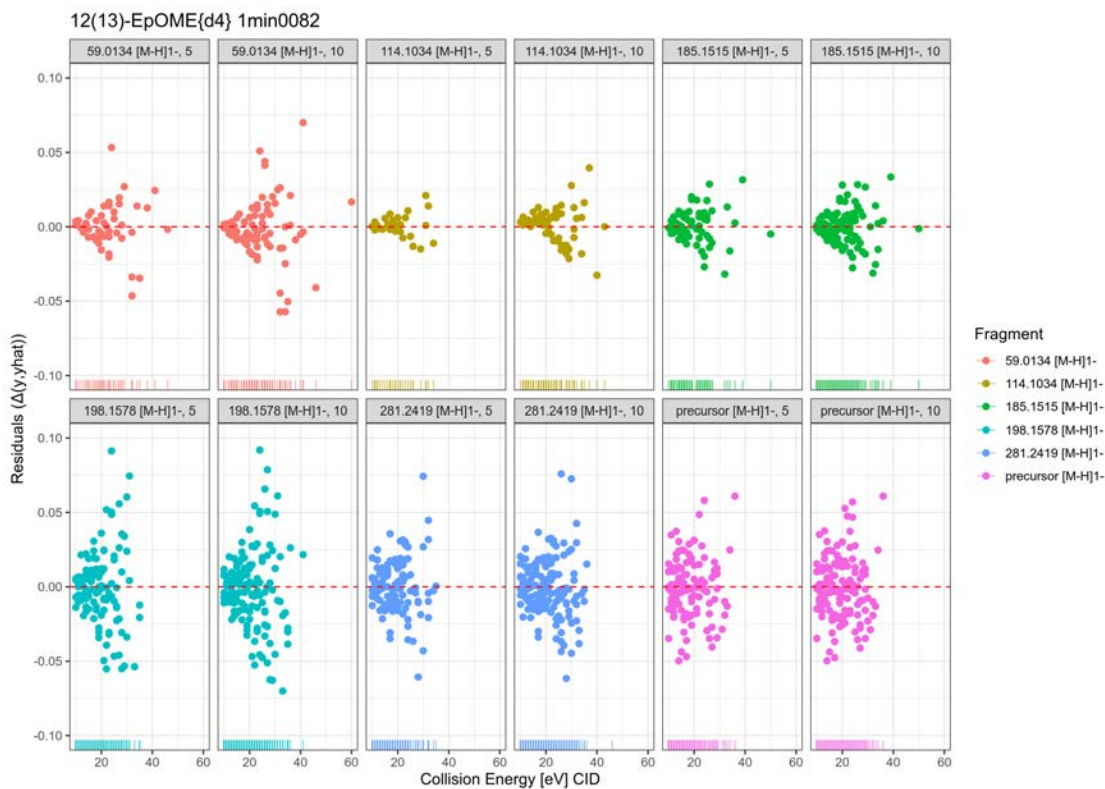 12(13)-EpOME{d4} 1min0082
59.0134 [M-H]1-, 5
59.0134 [M-H]1-, 10
114.1034 [M-H]1-, 5
114.1034 [M-H]1-, 10
185.1515 [M-H]1-, 5
185.1515 [M-H]1-, 10
0.10
0.05
0.00
-0.05
-0.10
198.1578 [M-H]1-, 5
198.1578 [M-H]1-, 10
281.2419 [M-H]1-, 5
281.2419 [M-H]1-, 10
precursor [M-H]1-, 5
precursor [M-H]1-, 10
0.10
0.05
0.00
-0.05
-0.10
Residuals (Δ(y,yhat))
20 40 60 20 40 60 20 40 60 20 40 60 20 40 60 20 40 60
Collision Energy [eV] CID
Fragment
59.0134 [M-H]1-
114.1034 [M-H]1-
185.1515 [M-H]1-
198.1578 [M-H]1-
281.2419 [M-H]1-
precursor [M-H]1-